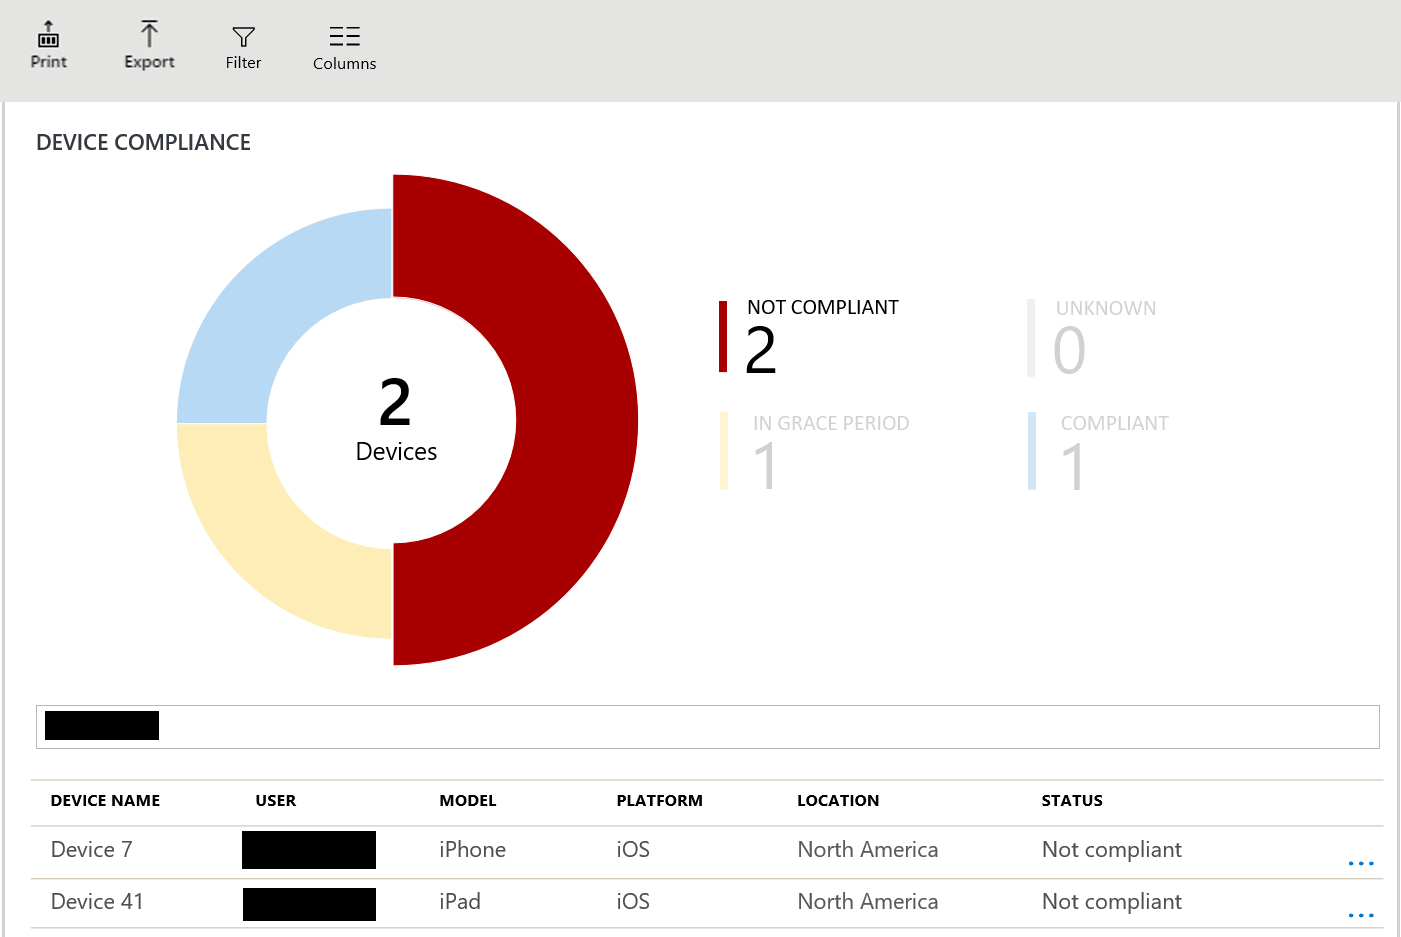 Print Export Filter Columns
DEVICE COMPLIANCE
2
Devices
NOT COMPLIANT
2
UNKNOWN
0
IN GRACE PERIOD
1
COMPLIANT
1
DEVICE NAME USER MODEL PLATFORM LOCATION STATUS
Device 7 iPhone iOS North America Not compliant ...
Device 41 iPad iOS North America Not compliant ...